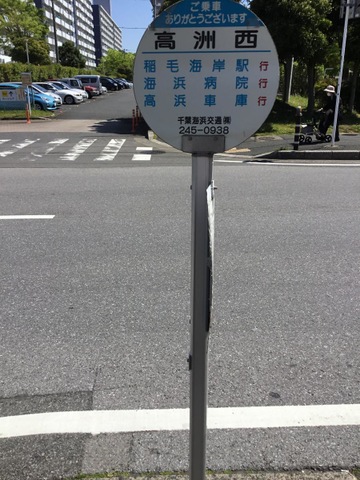 ご乗車
ありがとうございます
高洲西
稲毛海岸駅行
海浜病院行
高浜車庫行
千葉海浜交通㈱
245-0938